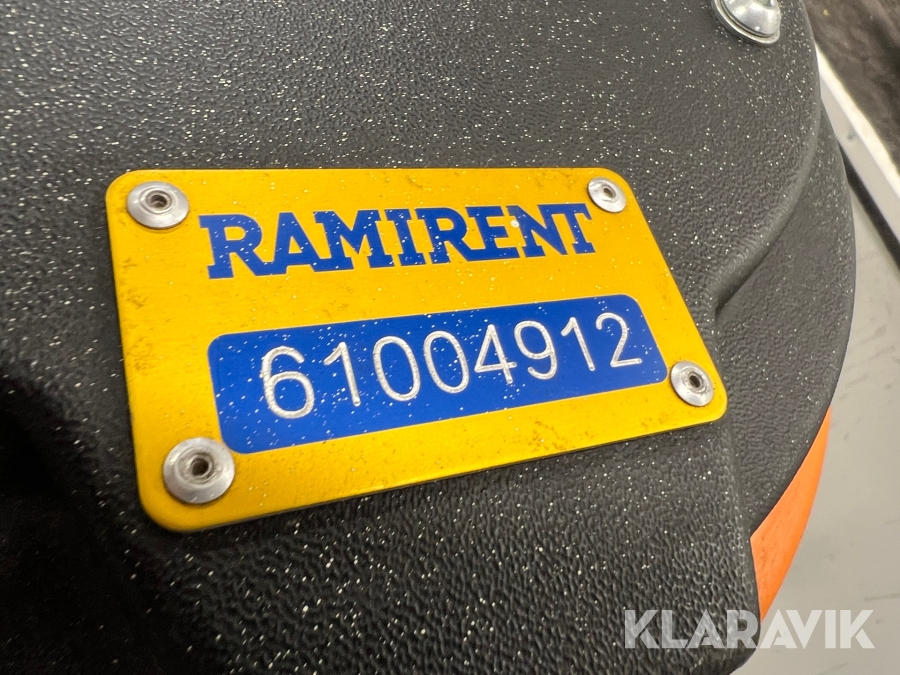 RAMIRENT
61004912
KLARAVIK